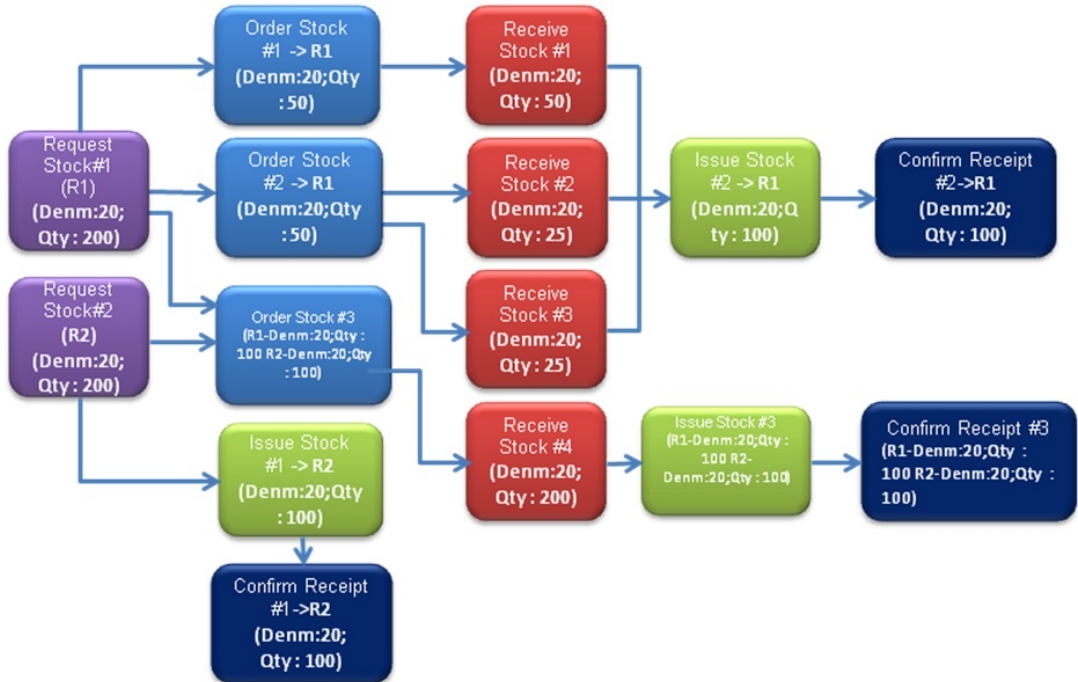 Order Stock
#1 -> R1
(Denm:20;Qty
: 50)
Receive
Stock #1
(Denm:20;
Qty : 50)
Request
Stock#1
(R1)
(Denm:20;
Qty : 200)
Order Stock
#2 -> R1
(Denm:20;Qty
: 50)
Receive
Stock #2
(Denm:20;
Qty : 25)
Issue Stock
#2 -> R1
(Denm:20;Q
ty : 100)
Confirm Receipt
#2->R1
(Denm:20;
Qty : 100)
Request
Stock#2
(R2)
(Denm:20;
Qty : 200)
Order Stock #3
(R1-Denm:20;Qty :
100 R2-Denm:20;Qty
: 100)
Receive
Stock #3
(Denm:20;
Qty : 25)
Issue Stock
#1 -> R2
(Denm:20;Qty
: 100)
Receive
Stock #4
(Denm:20;
Qty : 200)
Issue Stock #3
(R1-Denm:20;Qty :
100 R2-
Denm:20;Qty : 100)
Confirm Receipt #3
(R1-Denm:20;Qty :
100 R2-Denm:20;Qty :
100)
Confirm Receipt
#1 ->R2
(Denm:20;
Qty : 100)